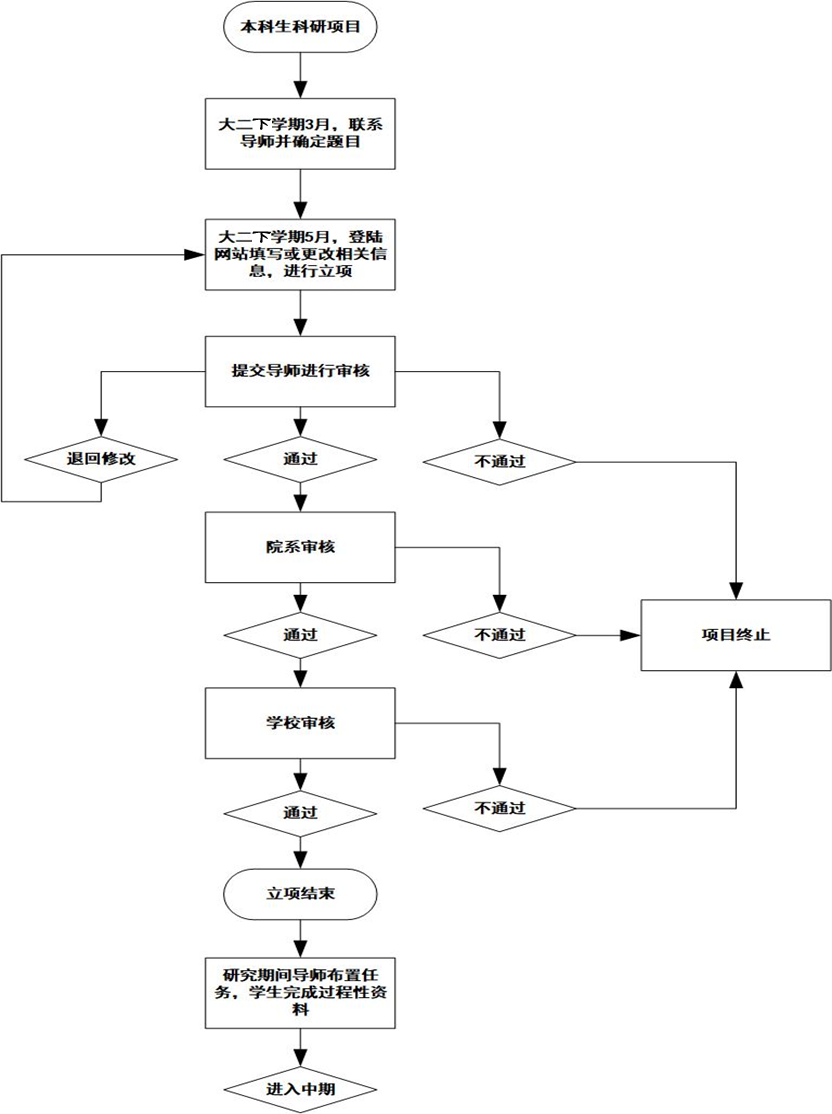 本科生科研项目
大二下学期3月，联系
导师并确定题目
大二下学期5月，登陆
网站填写或更改相关信
息，进行立项
提交导师进行审核
退回修改
通过
不通过
院系审核
通过
不通过
项目终止
学校审核
通过
不通过
立项结束
研究期间导师布置任
务，学生完成过程性资
料
进入中期